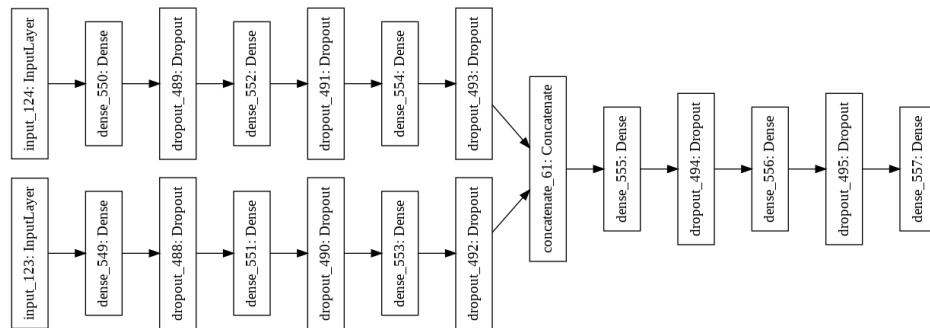 input_124: InputLayer
dense_550: Dense
dropout_489: Dropout
dense_552: Dense
dropout_491: Dropout
dense_554: Dense
dropout_493: Dropout
input_123: InputLayer
dense_549: Dense
dropout_488: Dropout
dense_551: Dense
dropout_490: Dropout
dense_553: Dense
dropout_492: Dropout
concatenate_61: Concatenate
dense_555: Dense
dropout_494: Dropout
dense_556: Dense
dropout_495: Dropout
dense_557: Dense